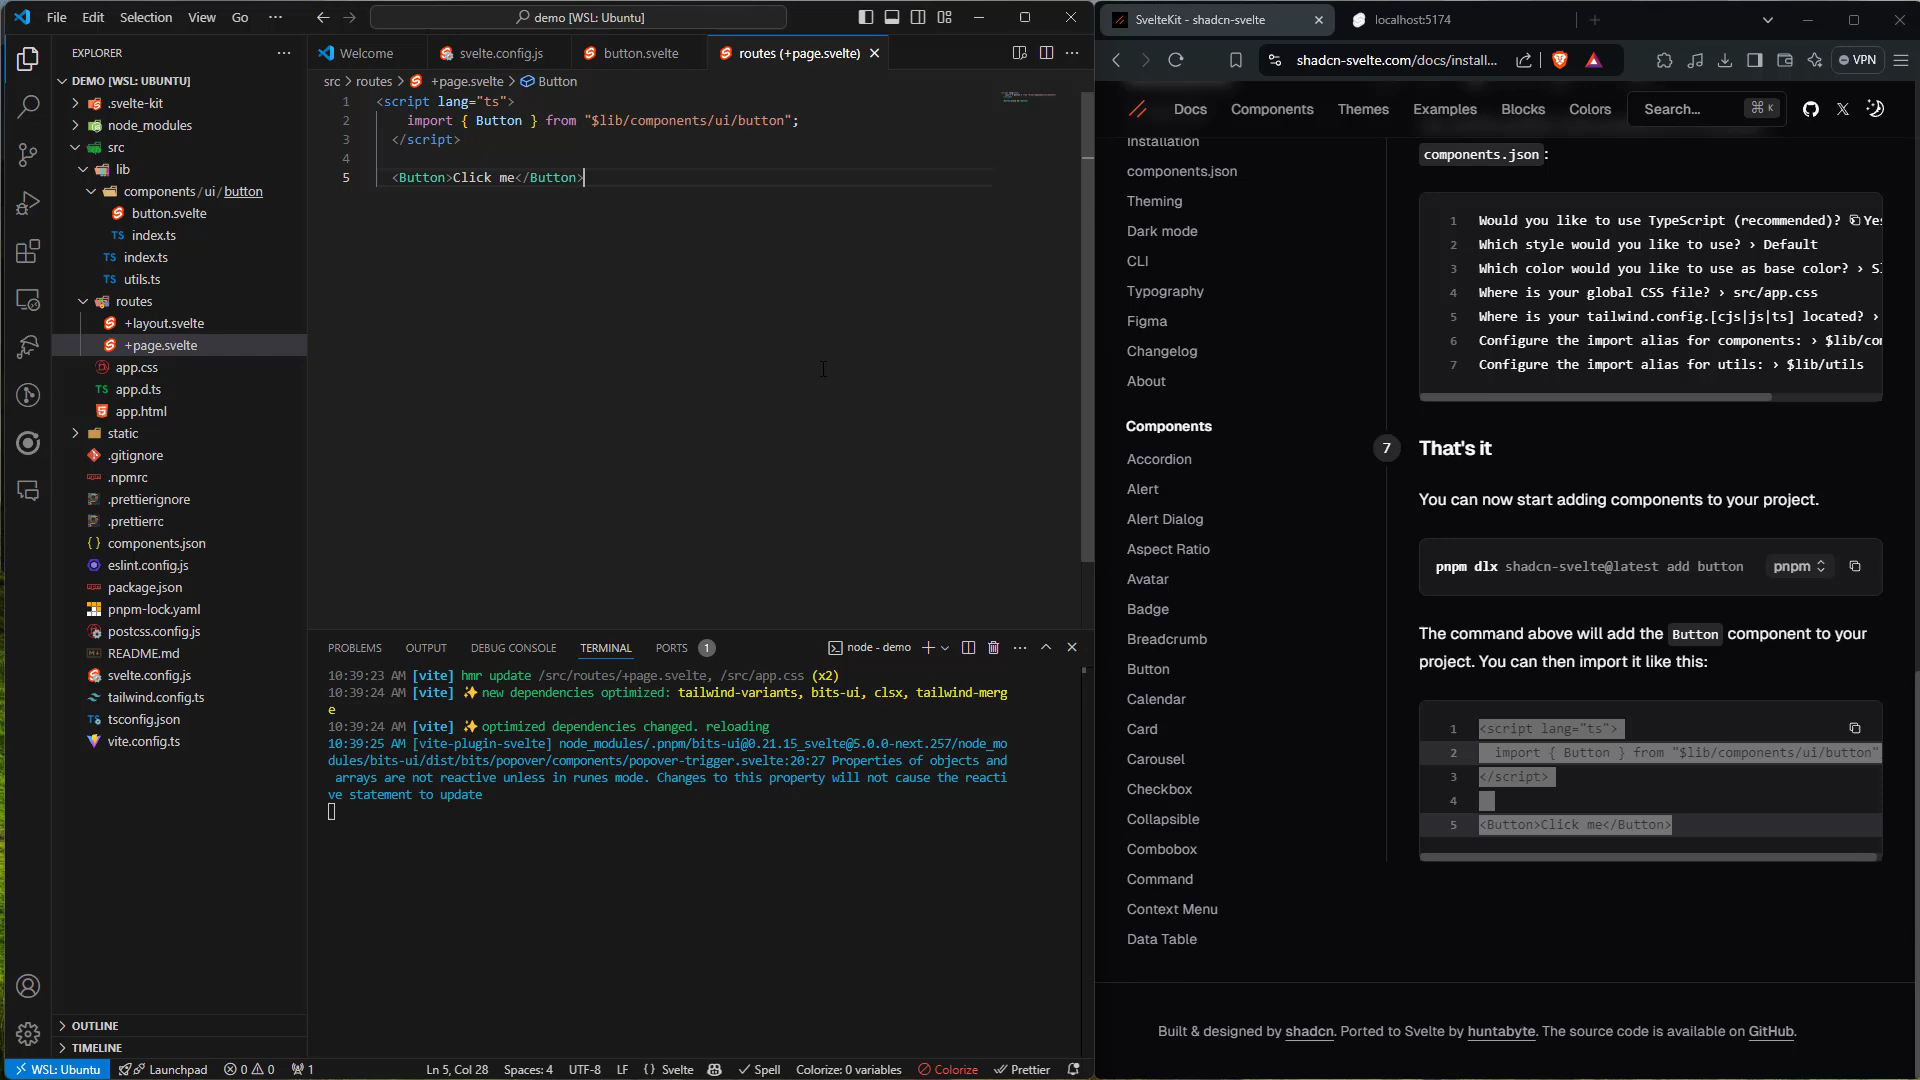 File Edit Selection View Go ···
demo [WSL: Ubuntu]
EXPLORER
DEMO [WSL: UBUNTU]
.svelte-kit
node_modules
src
lib
components / ui / button
button.svelte
TS index.ts
TS index.ts
TS utils.ts
routes
+layout.svelte
+page.svelte
app.css
TS app.d.ts
app.html
static
.gitignore
.npmrc
.prettierignore
.prettierrc
{ } components.json
eslint.config.js
package.json
pnpm-lock.yaml
postcss.config.js
README.md
svelte.config.js
tailwind.config.ts
tsconfig.json
vite.config.ts
OUTLINE
TIMELINE
Welcome
svelte.config.js
button.svelte
routes (+page.svelte)
src > routes > +page.svelte > Button
1 <script lang="ts">
2 import { Button } from "$lib/components/ui/button";
3 </script>
4
5 <Button>Click me</Button>
PROBLEMS OUTPUT DEBUG CONSOLE TERMINAL PORTS 1
node - demo
10:39:23 AM [vite] hmr update /src/routes/+page.svelte, /src/app.css (x2)
10:39:24 AM [vite] ✨ new dependencies optimized: tailwind-variants, bits-ui, clsx, tailwind-merg
e
10:39:24 AM [vite] ✨ optimized dependencies changed. reloading
10:39:25 AM [vite-plugin-svelte] node_modules/.pnpm/bits-ui@0.21.15_svelte@5.0.0-next.257/node_mo
dules/bits-ui/dist/bits/popover/components/popover-trigger.svelte:20:27 Properties of objects and
arrays are not reactive unless in runes mode. Changes to this property will not cause the reacti
ve statement to update
WSL: Ubuntu
Launchpad
0 0
1
Ln 5, Col 28
Spaces: 4
UTF-8
LF
{ } Svelte
Spell
Colorize: 0 variables
Colorize
Prettier
SvelteKit - shadcn-svelte
localhost:5174
shadcn-svelte.com/docs/install...
VPN
Docs Components Themes Examples Blocks Colors
Search...
⌘ K
Installation
components.json
Theming
Dark mode
CLI
Typography
Figma
Changelog
About
Components
Accordion
Alert
Alert Dialog
Aspect Ratio
Avatar
Badge
Breadcrumb
Button
Calendar
Card
Carousel
Checkbox
Collapsible
Combobox
Command
Context Menu
Data Table
components.json:
1 Would you like to use TypeScript (recommended)? Yes
2 Which style would you like to use? › Default
3 Which color would you like to use as base color? ›
4 Where is your global CSS file? › src/app.css
5 Where is your tailwind.config.[cjs|js|ts] located? ›
6 Configure the import alias for components: ›
7 Configure the import alias for utils: › $lib/utils
7 That's it
You can now start adding components to your project.
pnpm dlx shadcn-svelte@latest add button
pnpm
The command above will add the Button component to your
project. You can then import it like this:
1 <script lang="ts">
2 import { Button } from "$lib/components/ui/button"
3 </script>
4
5 <Button>Click me</Button>
Built & designed by shadcn. Ported to Svelte by huntabyte. The source code is available on GitHub.